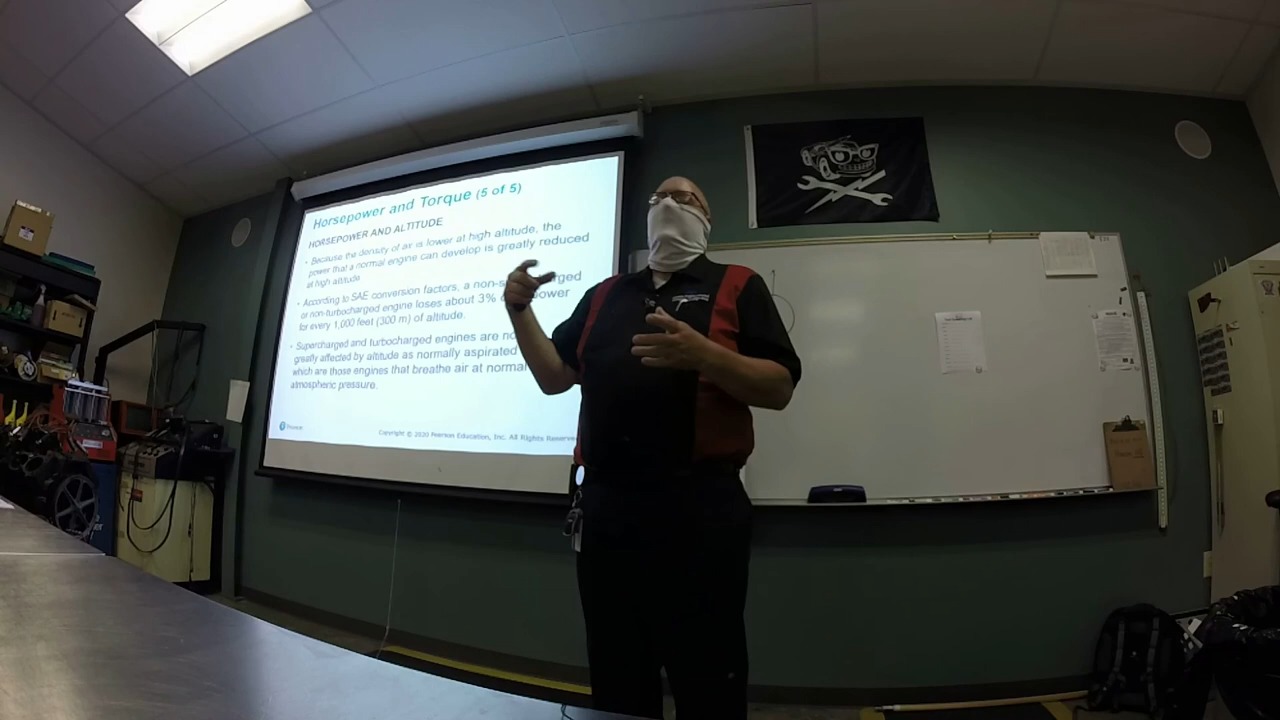 Horsepower and Torque (5 of 5)
HORSEPOWER AND ALTITUDE
• Because the density of air is lower at high altitude, the
power that a normal engine can develop is greatly reduced
at high altitude.
• According to SAE conversion factors, a non-
or non-turbocharged engine loses about 3%
for every 1,000 feet (300 m) of altitude.
• Supercharged and turbocharged engines are
greatly affected by altitude as normally aspirated
which are those engines that breathe air at normal
atmospheric pressure.
Pearson
Copyright © 2020 Pearson Education, Inc. All Rights Reserve